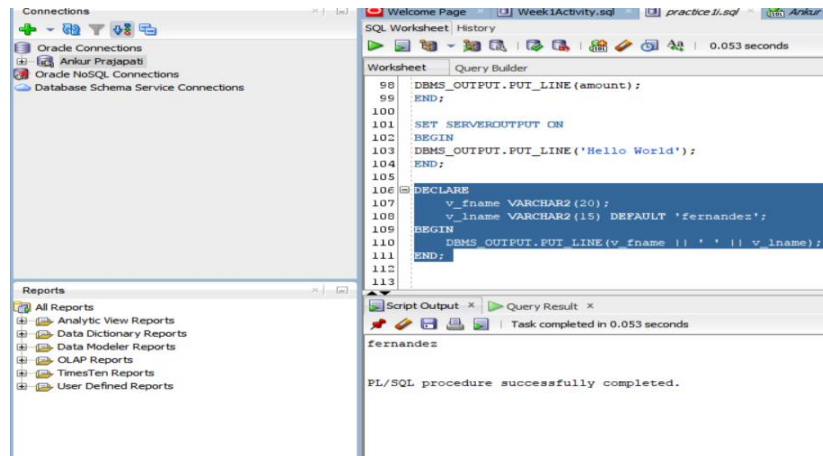 Connections
Oracle Connections
Ankur Prajapati
Oracle NoSQL Connections
Database Schema Service Connections
Reports
All Reports
Analytic View Reports
Data Dictionary Reports
Data Modeler Reports
OLAP Reports
TimesTen Reports
User Defined Reports
Welcome Page
Week1Activity.sql
practice 1i.sql
Ankur
SQL Worksheet History
0.053 seconds
Worksheet Query Builder
98 DBMS_OUTPUT.PUT_LINE(amount);
99 END;
100
101 SET SERVEROUTPUT ON
102 BEGIN
103 DBMS_OUTPUT.PUT_LINE('Hello World');
104 END;
105
106 DECLARE
107 v_fname VARCHAR2(20);
108 v_lname VARCHAR2(15) DEFAULT 'fernandez';
109 BEGIN
110 DBMS_OUTPUT.PUT_LINE(v_fname || ' ' || v_lname);
111 END;
112
113
Script Output Query Result
Task completed in 0.053 seconds
fernandez
PL/SQL procedure successfully completed.